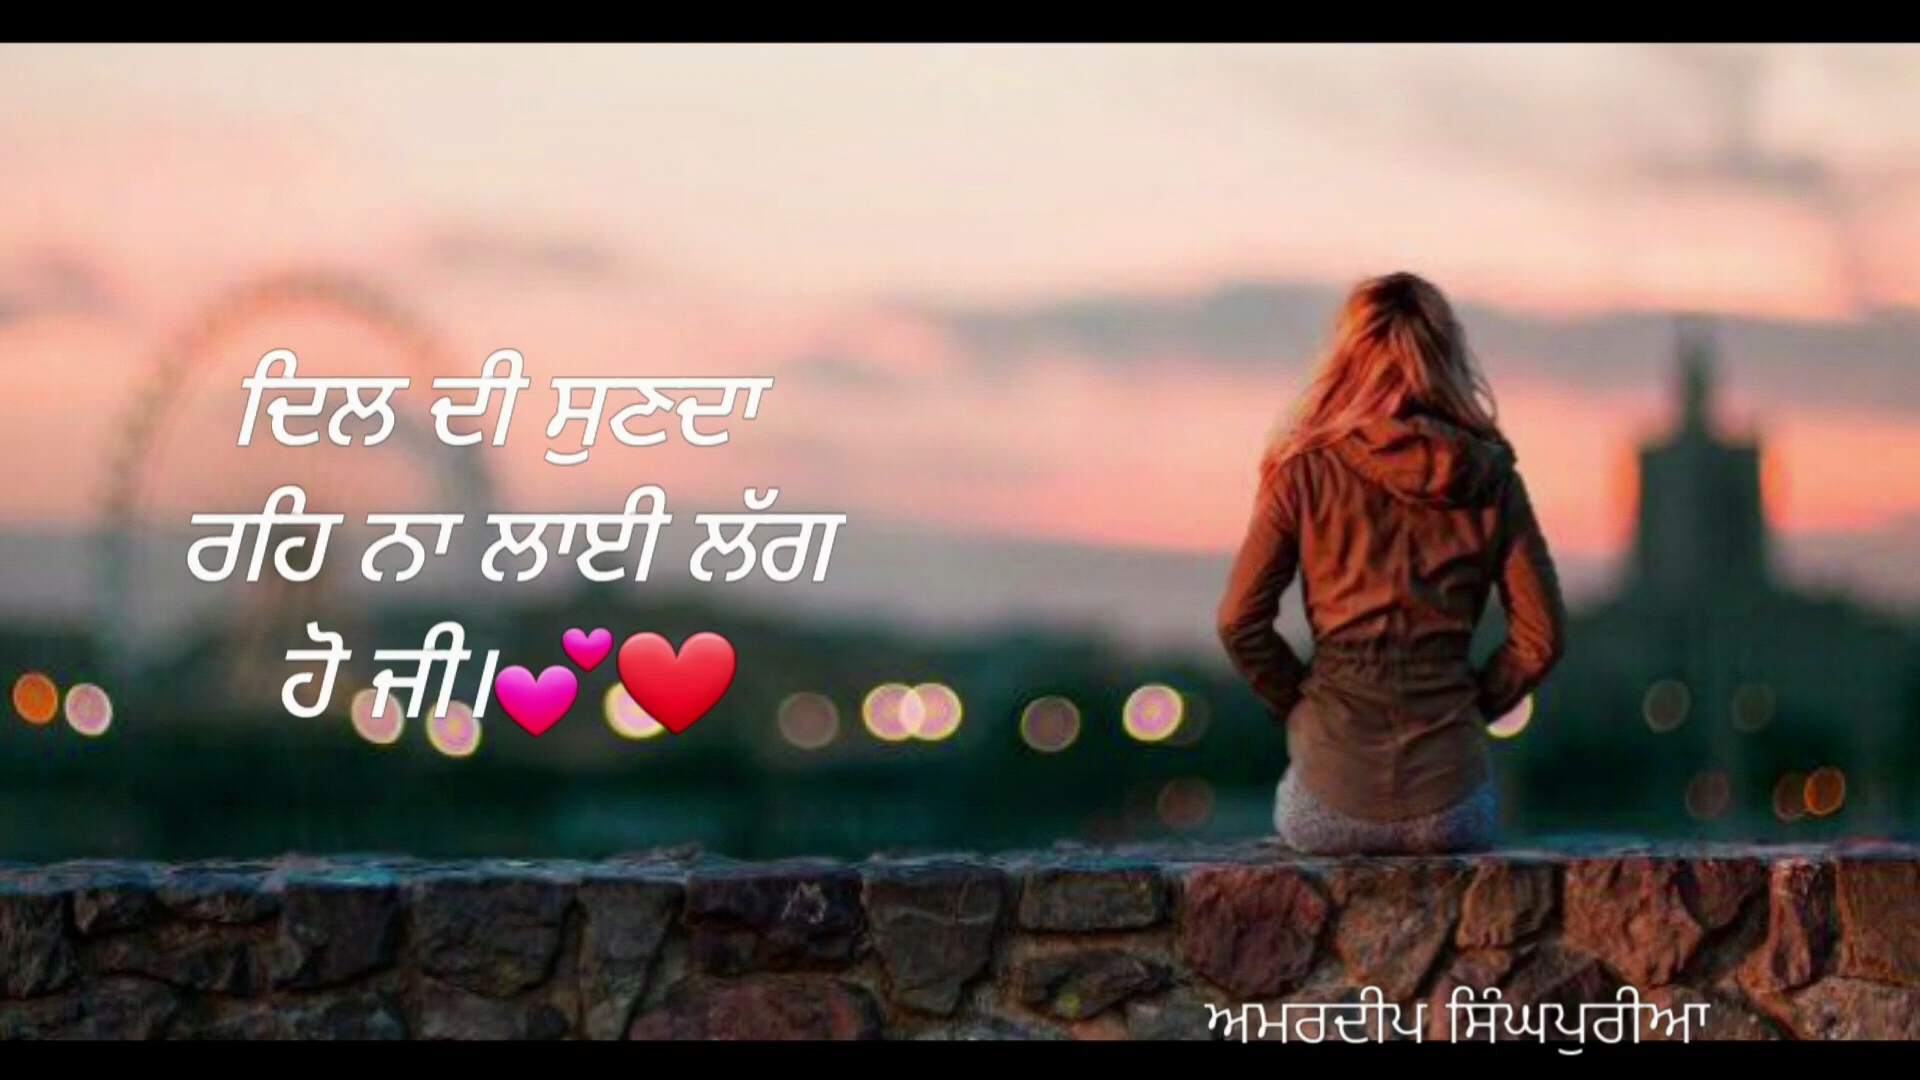 ਦਿਲ ਦੀ ਸੁਣਦਾ
ਰਹਿ ਨਾ ਲਾਈ ਲੱਗ
ਹੋ ਜੀ।💕❤️
ਅਮਰਦੀਪ ਸਿੰਘਪੁਰੀਆ